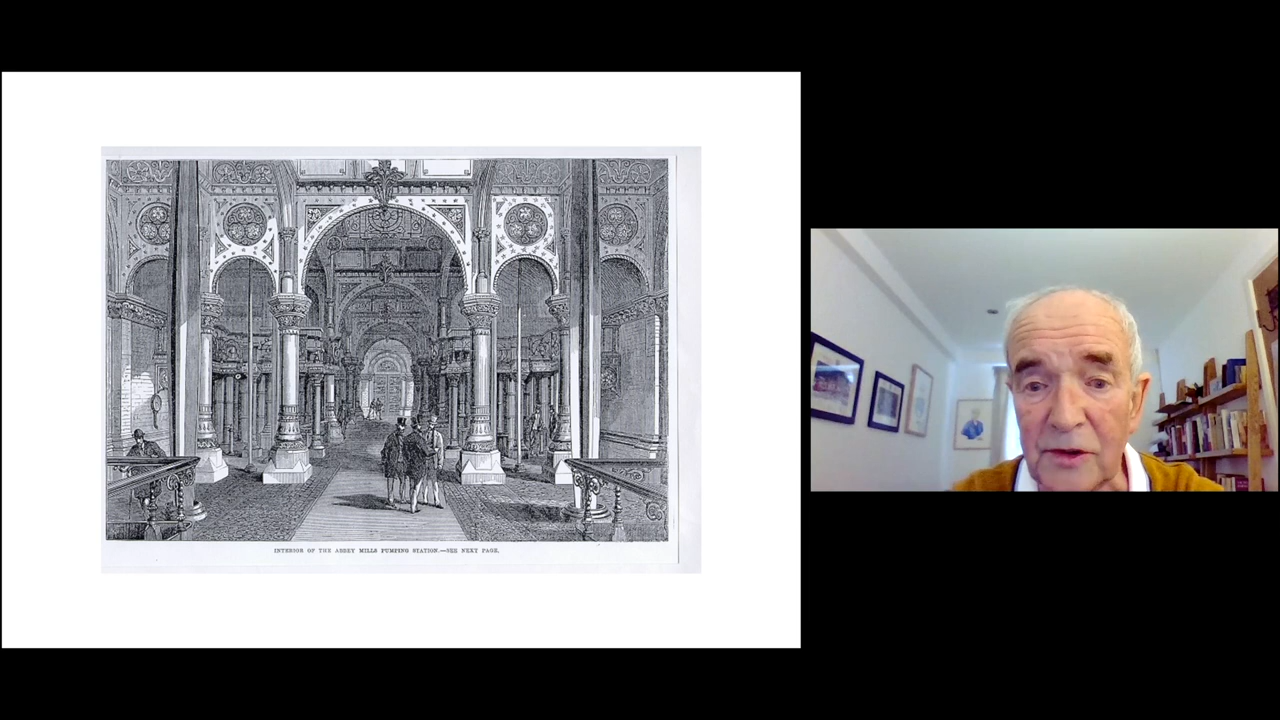 INTERIOR OF THE ABBEY MILLS PUMPING STATION.—SEE NEXT PAGE.